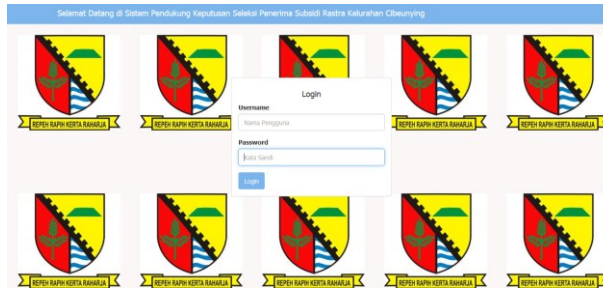 Selamat Datang di Sistem Pendukung Keputusan Seleksi Penerima Subsidi Rastra Kelurahan Cibeunying
Login
Username
Nama Pengguna
Password
Kata Sandi
Login
REPEH RAPIH KERTA RAHARJA
REPEH RAPIH KERTA RAHARJA
REPEH RAPIH KERTA RAHARJA
REPEH RAPIH KERTA RAHARJA
REPEH RAPIH KERTA RAHARJA
REPEH RAPIH KERTA RAHARJA
REPEH RAPIH KERTA RAHARJA
REPEH RAPIH KERTA RAHARJA
REPEH RAPIH KERTA RAHARJA